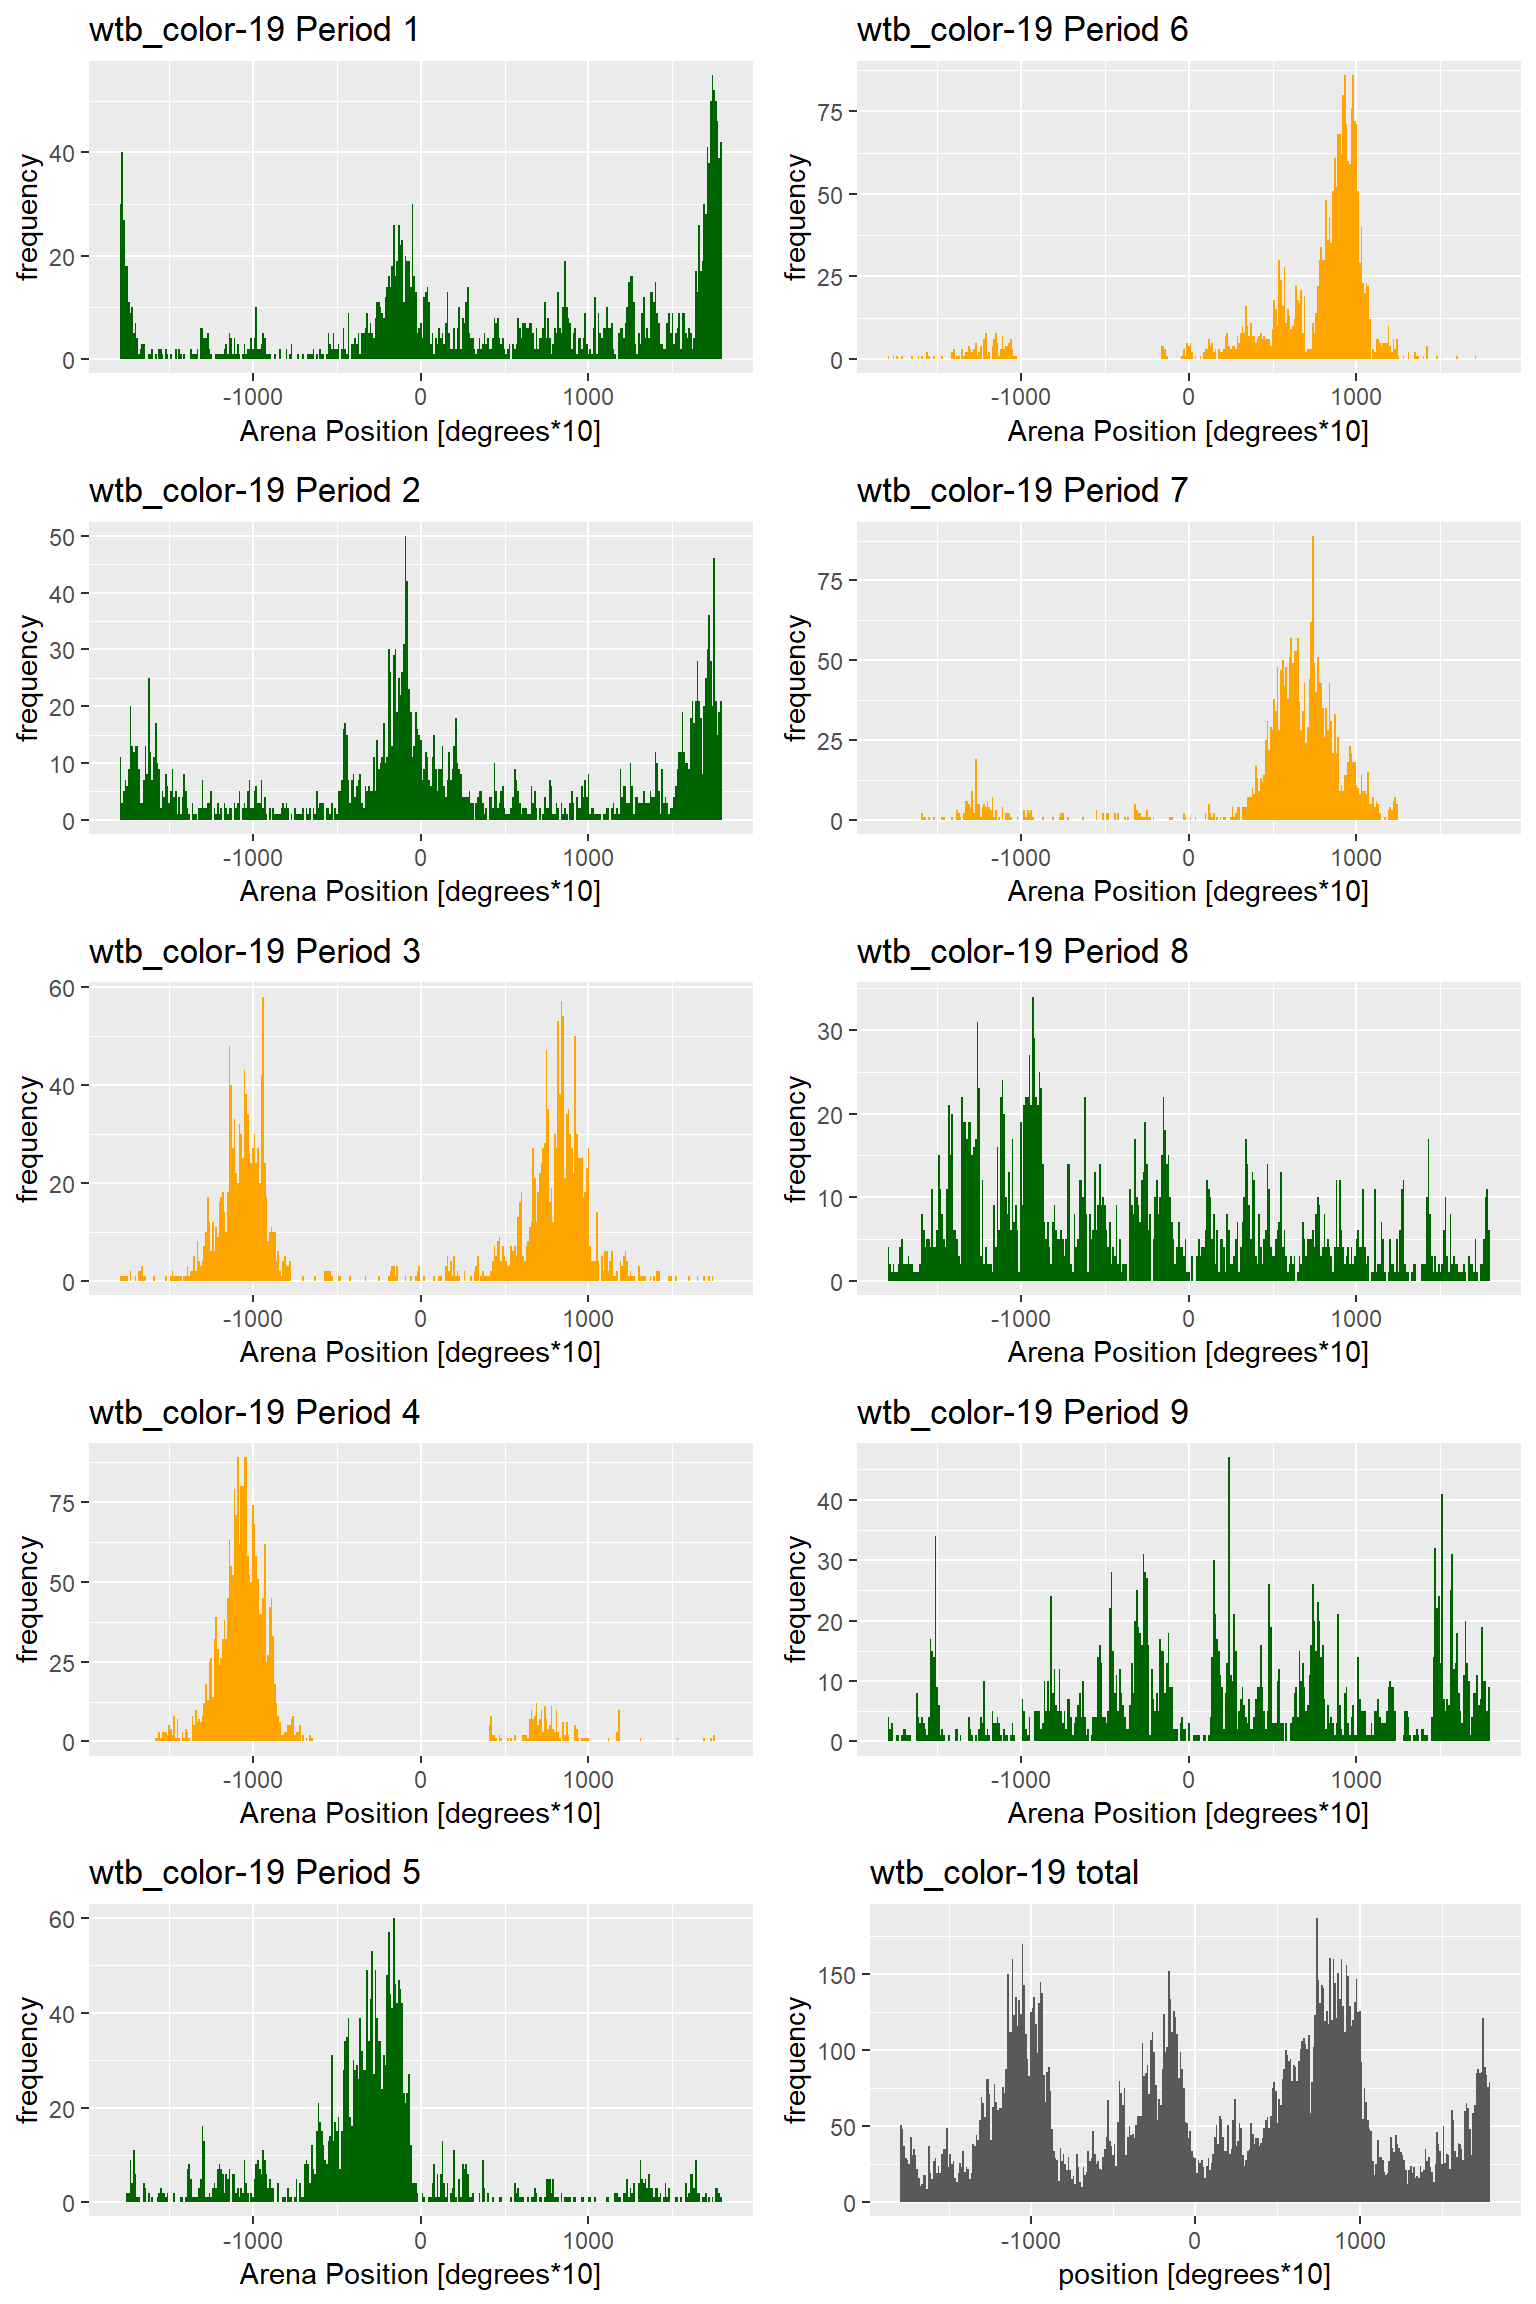 wtb_color-19 Period 1
frequency
40
20
0
-1000 0 1000
Arena Position [degrees*10]
wtb_color-19 Period 2
frequency
50
40
30
20
10
0
-1000 0 1000
Arena Position [degrees*10]
wtb_color-19 Period 3
frequency
60
40
20
0
-1000 0 1000
Arena Position [degrees*10]
wtb_color-19 Period 4
frequency
75
50
25
0
-1000 0 1000
Arena Position [degrees*10]
wtb_color-19 Period 5
frequency
60
40
20
0
-1000 0 1000
Arena Position [degrees*10]
wtb_color-19 Period 6
frequency
75
50
25
0
-1000 0 1000
Arena Position [degrees*10]
wtb_color-19 Period 7
frequency
75
50
25
0
-1000 0 1000
Arena Position [degrees*10]
wtb_color-19 Period 8
frequency
30
20
10
0
-1000 0 1000
Arena Position [degrees*10]
wtb_color-19 Period 9
frequency
40
30
20
10
0
-1000 0 1000
Arena Position [degrees*10]
wtb_color-19 total
frequency
150
100
50
0
-1000 0 1000
position [degrees*10]